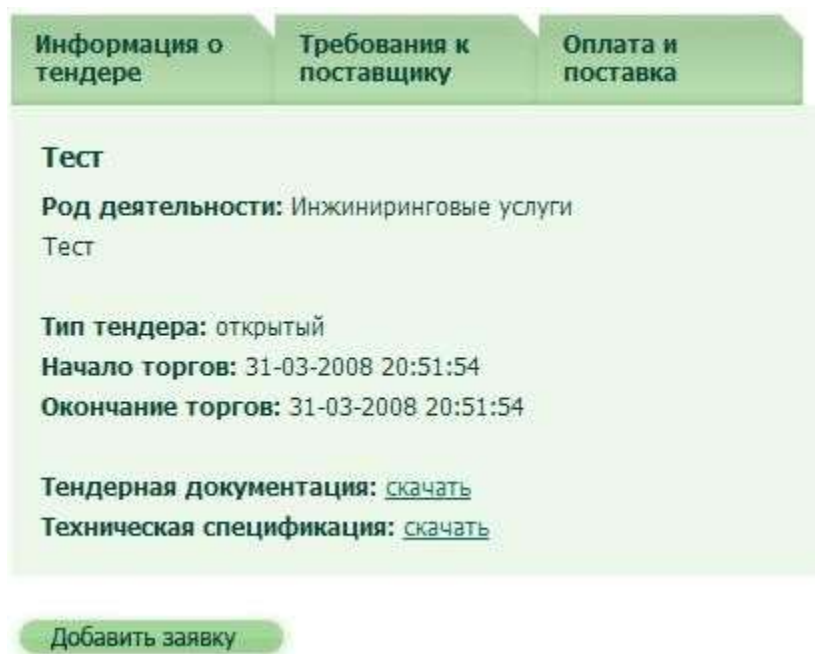 Информация о тендере
Требования к поставщику
Оплата и поставка
Тест
Род деятельности: Инжиниринговые услуги
Тест
Тип тендера: открытый
Начало торгов: 31-03-2008 20:51:54
Окончание торгов: 31-03-2008 20:51:54
Тендерная документация: скачать
Техническая спецификация: скачать
Добавить заявку